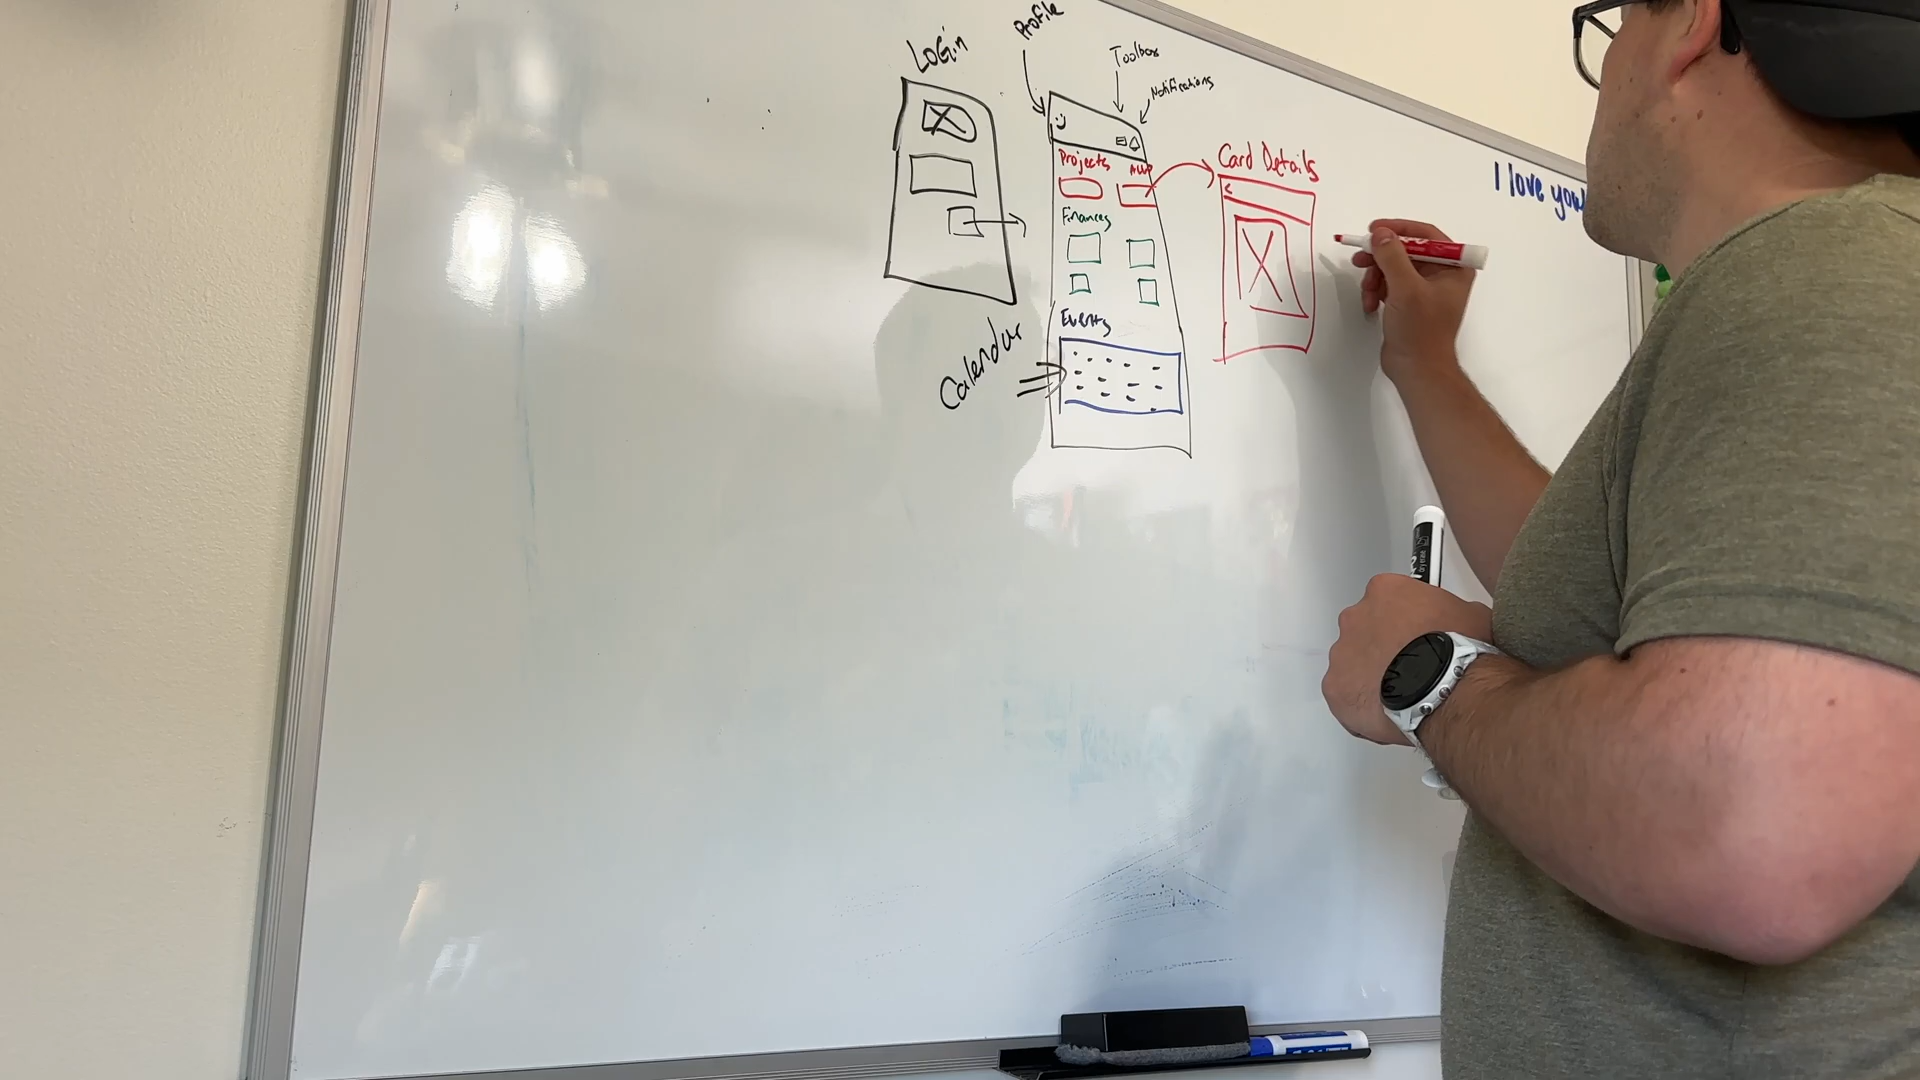 Login
Profile
Toolbox
Notifications
Projects
Finances
Events
Calendar
Card Details
I love you